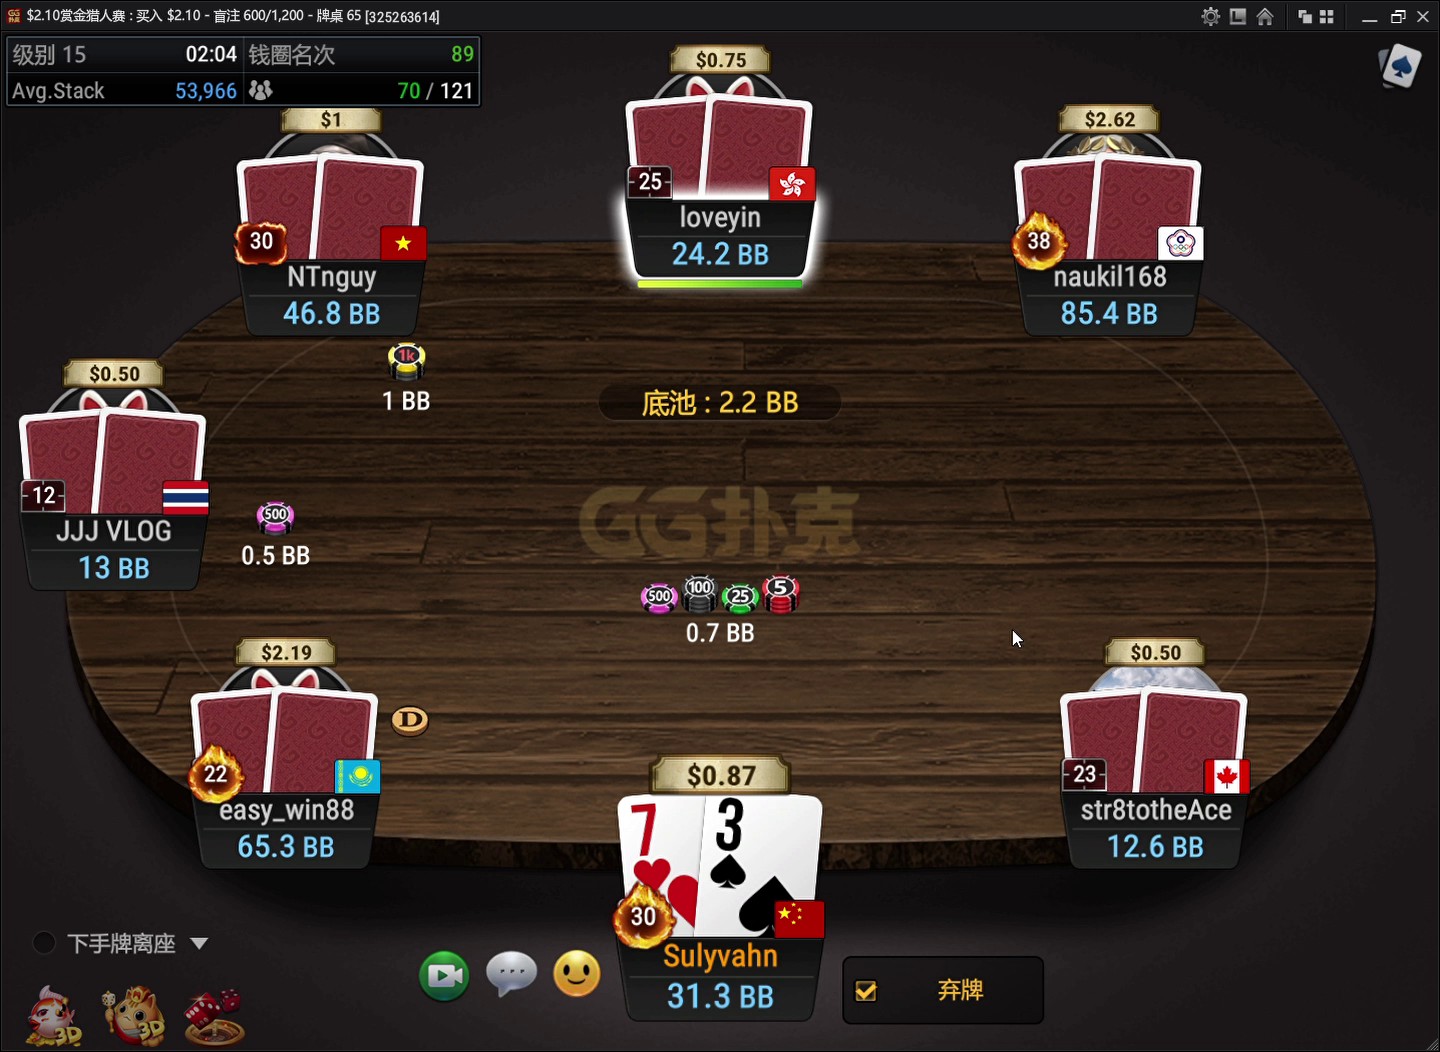 $2.10赏金猎人赛 : 买入 $2.10 - 盲注 600/1,200 - 牌桌 65 [325263614]
级别 15 02:04 钱圈名次 89
Avg.Stack 53,966 70 / 121
$0.75
25
loveyin
24.2 BB
$1
30
NTnguy
46.8 BB
$2.62
38
naukil168
85.4 BB
1k
1 BB
底池 : 2.2 BB
$0.50
12
JJJ VLOG
13 BB
500
0.5 BB
GG扑克
500 100 25 5
0.7 BB
$2.19
22
easy_win88
65.3 BB
D
$0.50
23
str8totheAce
12.6 BB
$0.87
7 3
30
Sulyvahn
31.3 BB
下手牌离座
弃牌
3D 3D